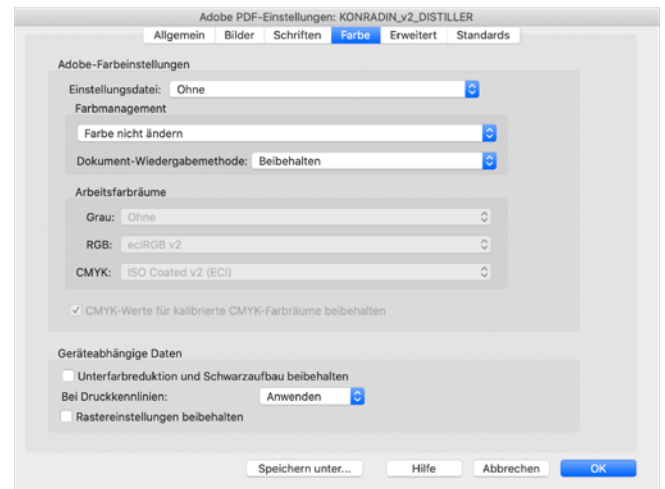 Adobe PDF-Einstellungen: KONRADIN_v2_DISTILLER
Allgemein Bilder Schriften Farbe Erweitert Standards
Adobe-Farbeinstellungen
Einstellungsdatei: Ohne
Farbmanagement
Farbe nicht ändern
Dokument-Wiedergabemethode: Beibehalten
Arbeitsfarbräume
Grau: Ohne
RGB: eciRGB v2
CMYK: ISO Coated v2 (ECI)
CMYK-Werte für kalibrierte CMYK-Farbräume beibehalten
Geräteabhängige Daten
Unterfarbreduktion und Schwarzaufbau beibehalten
Bei Druckkennlinien: Anwenden
Rastereinstellungen beibehalten
Speichern unter... Hilfe Abbrechen OK